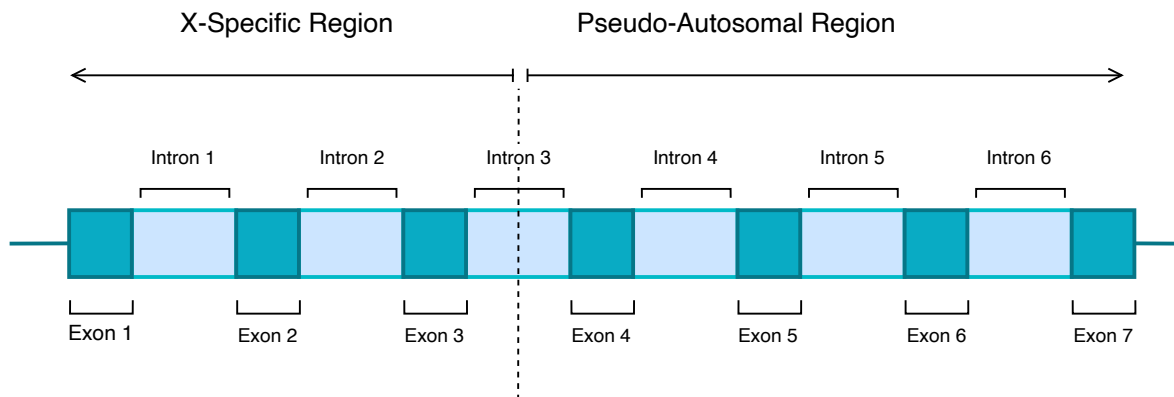 X-Specific Region Pseudo-Autosomal Region
Intron 1 Intron 2 Intron 3 Intron 4 Intron 5 Intron 6
Exon 1 Exon 2 Exon 3 Exon 4 Exon 5 Exon 6 Exon 7